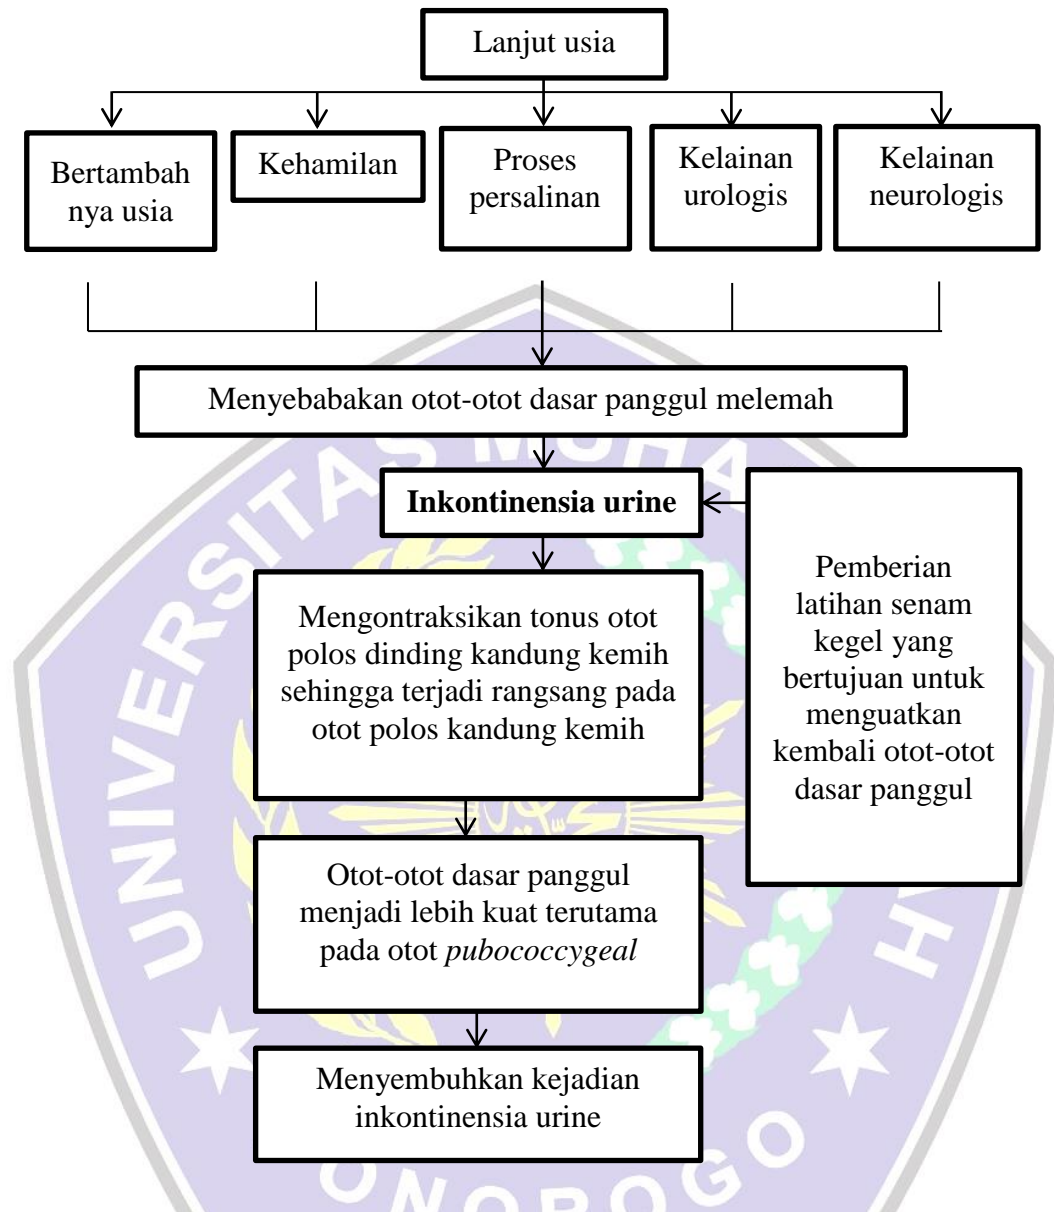 Lanjut usia
Bertambah
nya usia
Kehamilan
Proses
persalinan
Kelainan
urologis
Kelainan
neurologis
Menyebabakan otot-otot dasar panggul melemah
Inkontinensia urine
Pemberian
latihan senam
kegel yang
bertujuan untuk
menguatkan
kembali otot-otot
dasar panggul
Mengontraksikan tonus otot
polos dinding kandung kemih
sehingga terjadi rangsang pada
otot polos kandung kemih
Otot-otot dasar panggul
menjadi lebih kuat terutama
pada otot pubococcygeal
Menyembuhkan kejadian
inkontinensia urine
UNIVERSITAS MUHA
ONOROGO